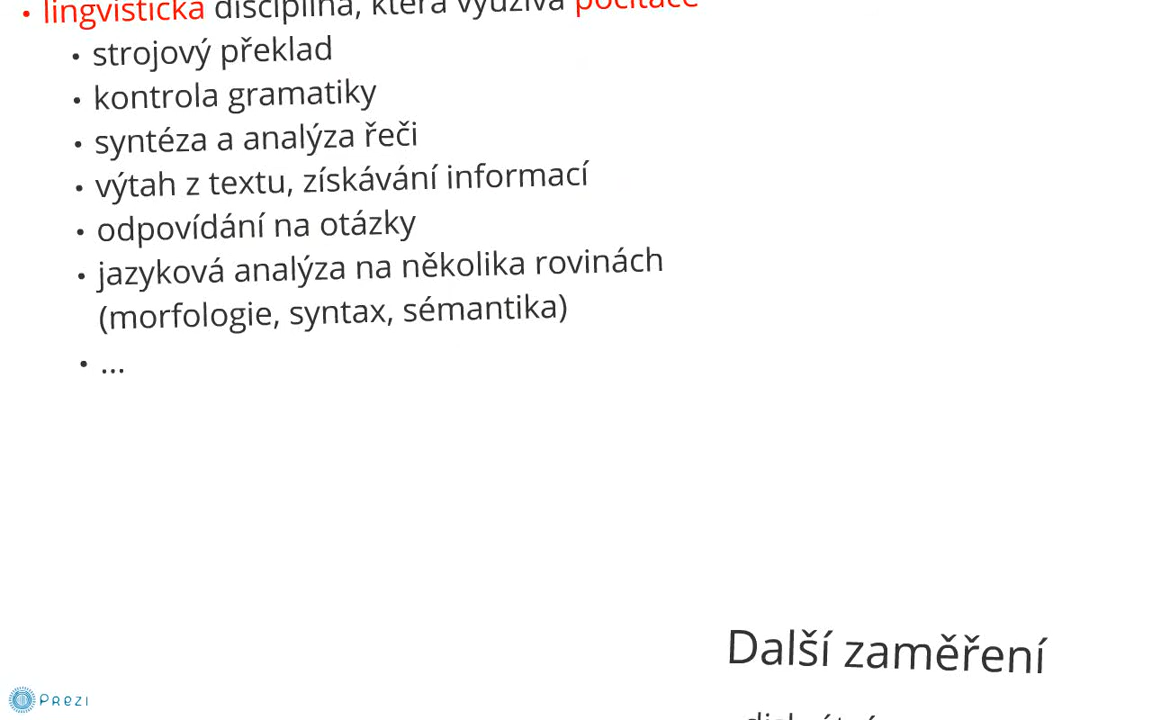 • lingvistická disciplína, která využívá počítače
• strojový překlad
• kontrola gramatiky
• syntéza a analýza řeči
• výtah z textu, získávání informací
• odpovídání na otázky
• jazyková analýza na několika rovinách
(morfologie, syntax, sémantika)
• ...
Další zaměření
Prezi